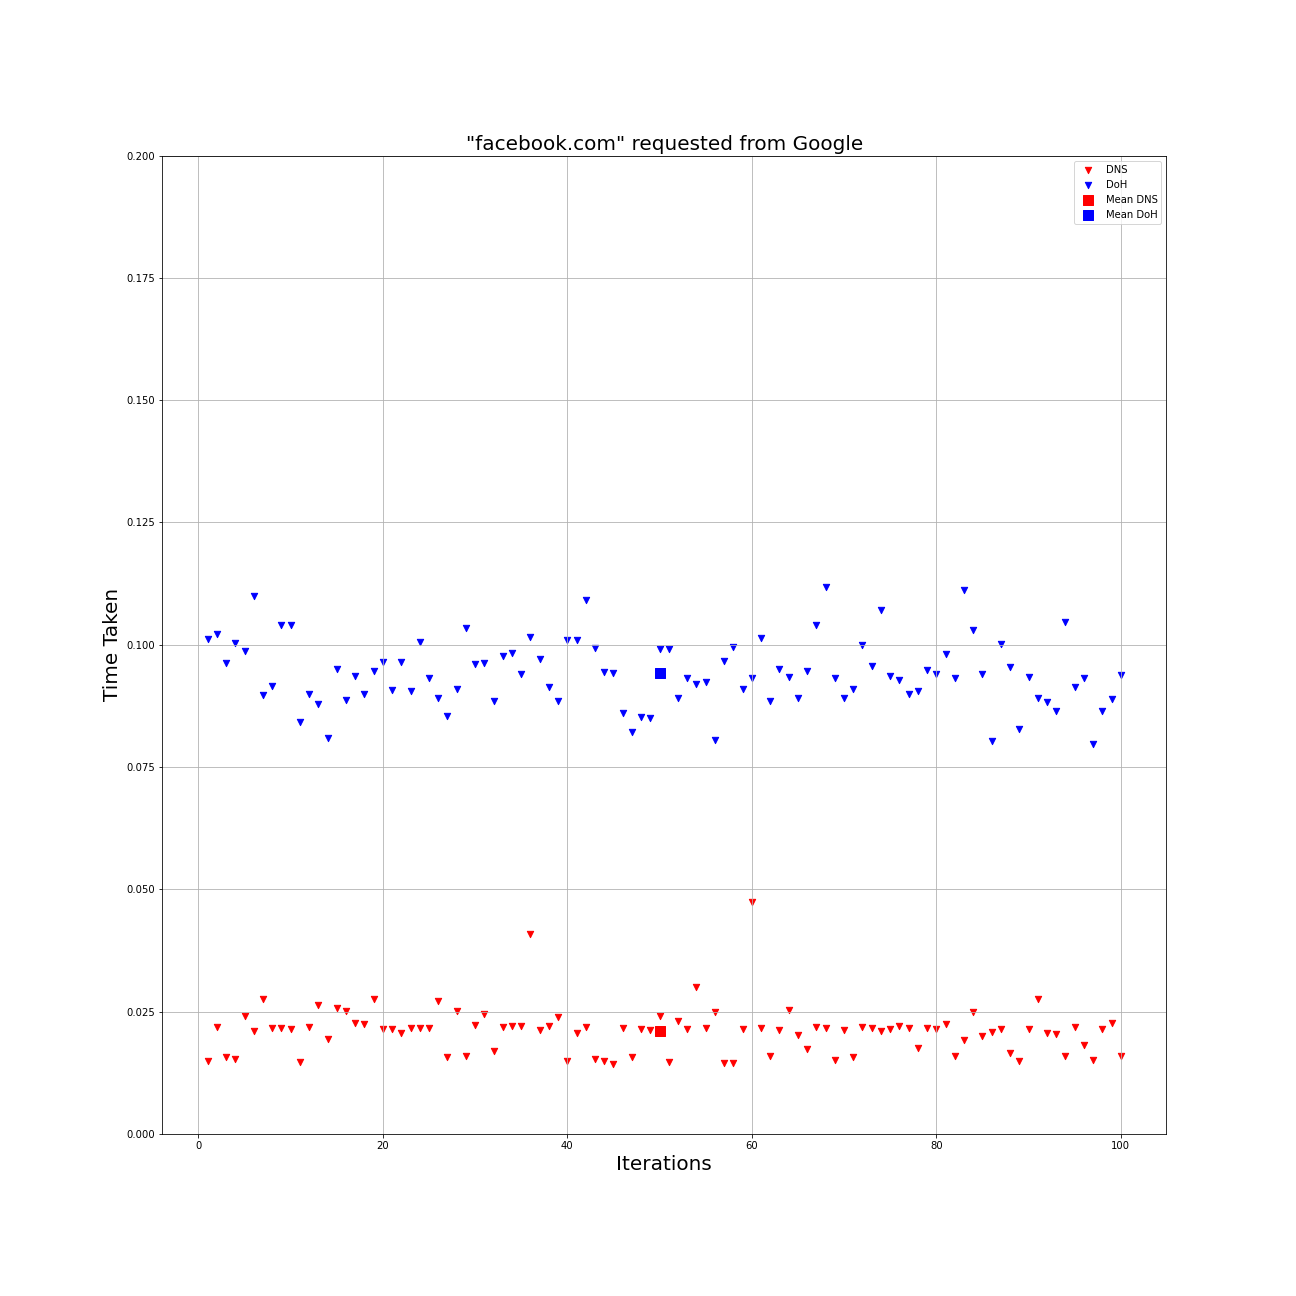 "facebook.com" requested from Google
DNS
DoH
Mean DNS
Mean DoH
0.200
0.175
0.150
0.125
0.100
0.075
0.050
0.025
0.000
Time Taken
0 20 40 60 80 100
Iterations